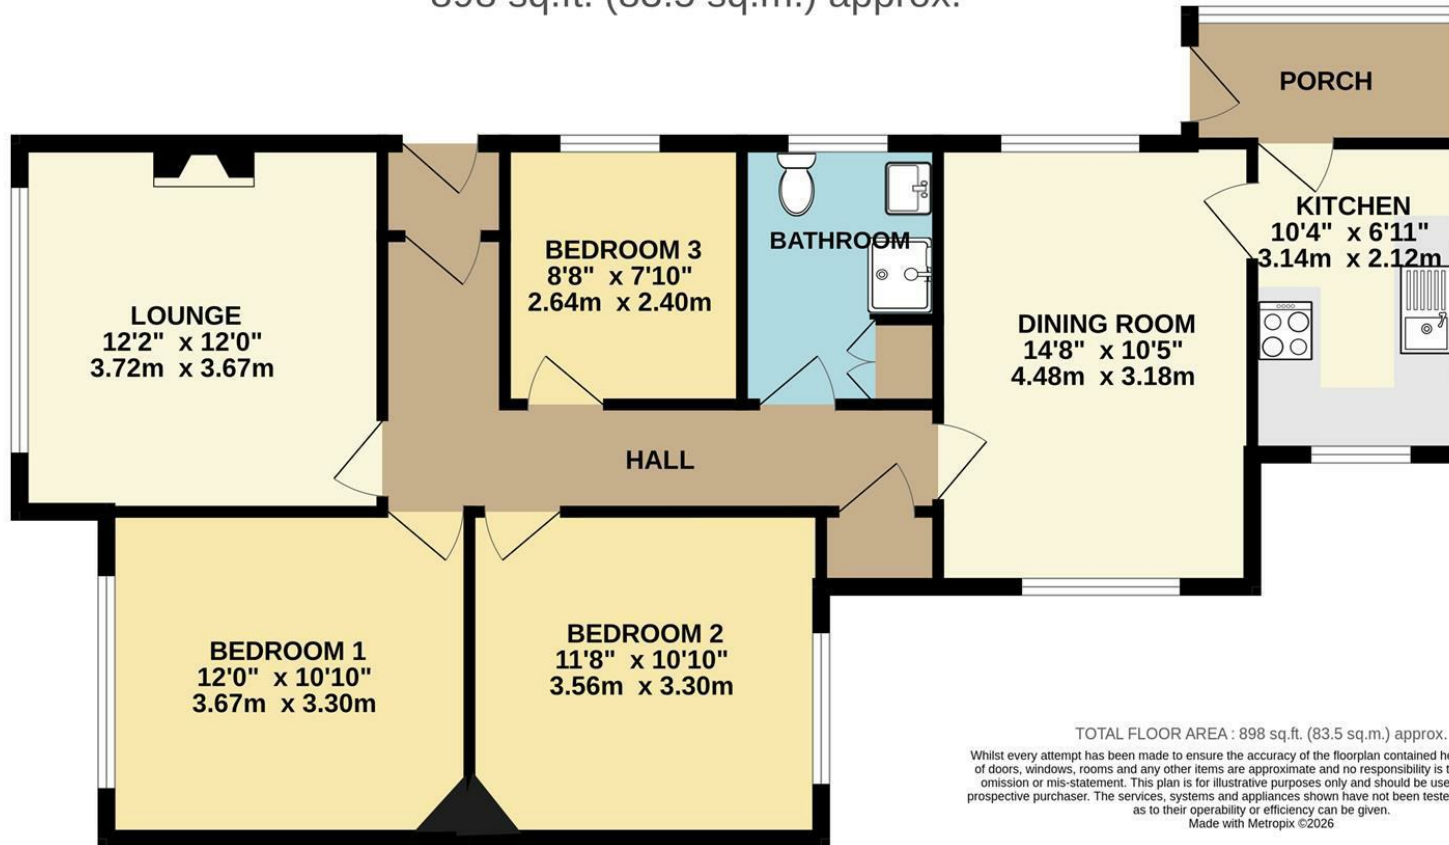 898 sq.ft. (83.5 sq.m.) approx.
PORCH
KITCHEN
10'4" x 6'11"
3.14m x 2.12m
BEDROOM 3
8'8" x 7'10"
2.64m x 2.40m
BATHROOM
LOUNGE
12'2" x 12'0"
3.72m x 3.67m
DINING ROOM
14'8" x 10'5"
4.48m x 3.18m
HALL
BEDROOM 1
12'0" x 10'10"
3.67m x 3.30m
BEDROOM 2
11'8" x 10'10"
3.56m x 3.30m
TOTAL FLOOR AREA : 898 sq.ft. (83.5 sq.m.) approx.
Whilst every attempt has been made to ensure the accuracy of the floorplan contained
of doors, windows, rooms and any other items are approximate and no responsibility is
omission or mis-statement. This plan is for illustrative purposes only and should be
prospective purchaser. The services, systems and appliances shown have not been
as to their operability or efficiency can be given.
Made with Metropix ©2026